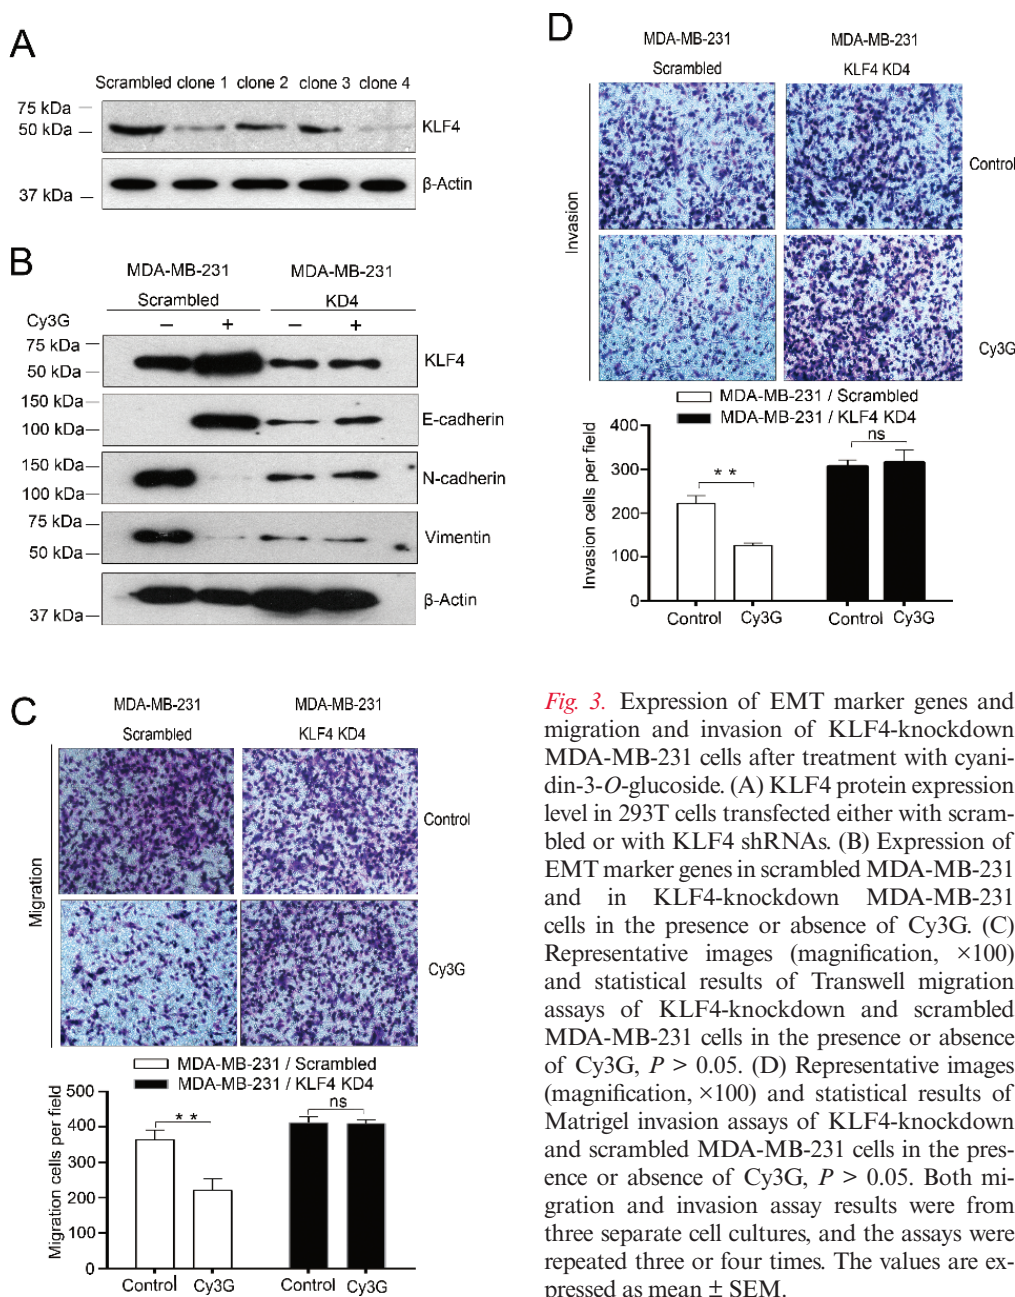 A
Scrambled clone 1 clone 2 clone 3 clone 4
75 kDa
50 kDa
KLF4
β-Actin
37 kDa
B
MDA-MB-231 MDA-MB-231
Scrambled KD4
Cy3G − + − +
75 kDa
50 kDa
KLF4
150 kDa
100 kDa
E-cadherin
150 kDa
100 kDa
N-cadherin
75 kDa
50 kDa
Vimentin
β-Actin
37 kDa
C
MDA-MB-231 MDA-MB-231
Scrambled KLF4 KD4
Migration
Control
Cy3G
MDA-MB-231 / Scrambled
MDA-MB-231 / KLF4 KD4
Migration cells per field
500
400
300
200
100
0
**
ns
Control Cy3G Control Cy3G
D
MDA-MB-231 MDA-MB-231
Scrambled KLF4 KD4
Invasion
Control
Cy3G
MDA-MB-231 / Scrambled
MDA-MB-231 / KLF4 KD4
Invasion cells per field
400
300
200
100
0
**
ns
Control Cy3G Control Cy3G
Fig. 3. Expression of EMT marker genes and
migration and invasion of KLF4-knockdown
MDA-MB-231 cells after treatment with cyani-
din-3-O-glucoside. (A) KLF4 protein expression
level in 293T cells transfected either with scram-
bled or with KLF4 shRNAs. (B) Expression of
EMT marker genes in scrambled MDA-MB-231
and in KLF4-knockdown MDA-MB-231
cells in the presence or absence of Cy3G. (C)
Representative images (magnification, ×100)
and statistical results of Transwell migration
assays of KLF4-knockdown and scrambled
MDA-MB-231 cells in the presence or absence
of Cy3G, P > 0.05. (D) Representative images
(magnification, ×100) and statistical results of
Matrigel invasion assays of KLF4-knockdown
and scrambled MDA-MB-231 cells in the pres-
ence or absence of Cy3G, P > 0.05. Both mi-
gration and invasion assay results were from
three separate cell cultures, and the assays were
repeated three or four times. The values are ex-
pressed as mean ± SEM.